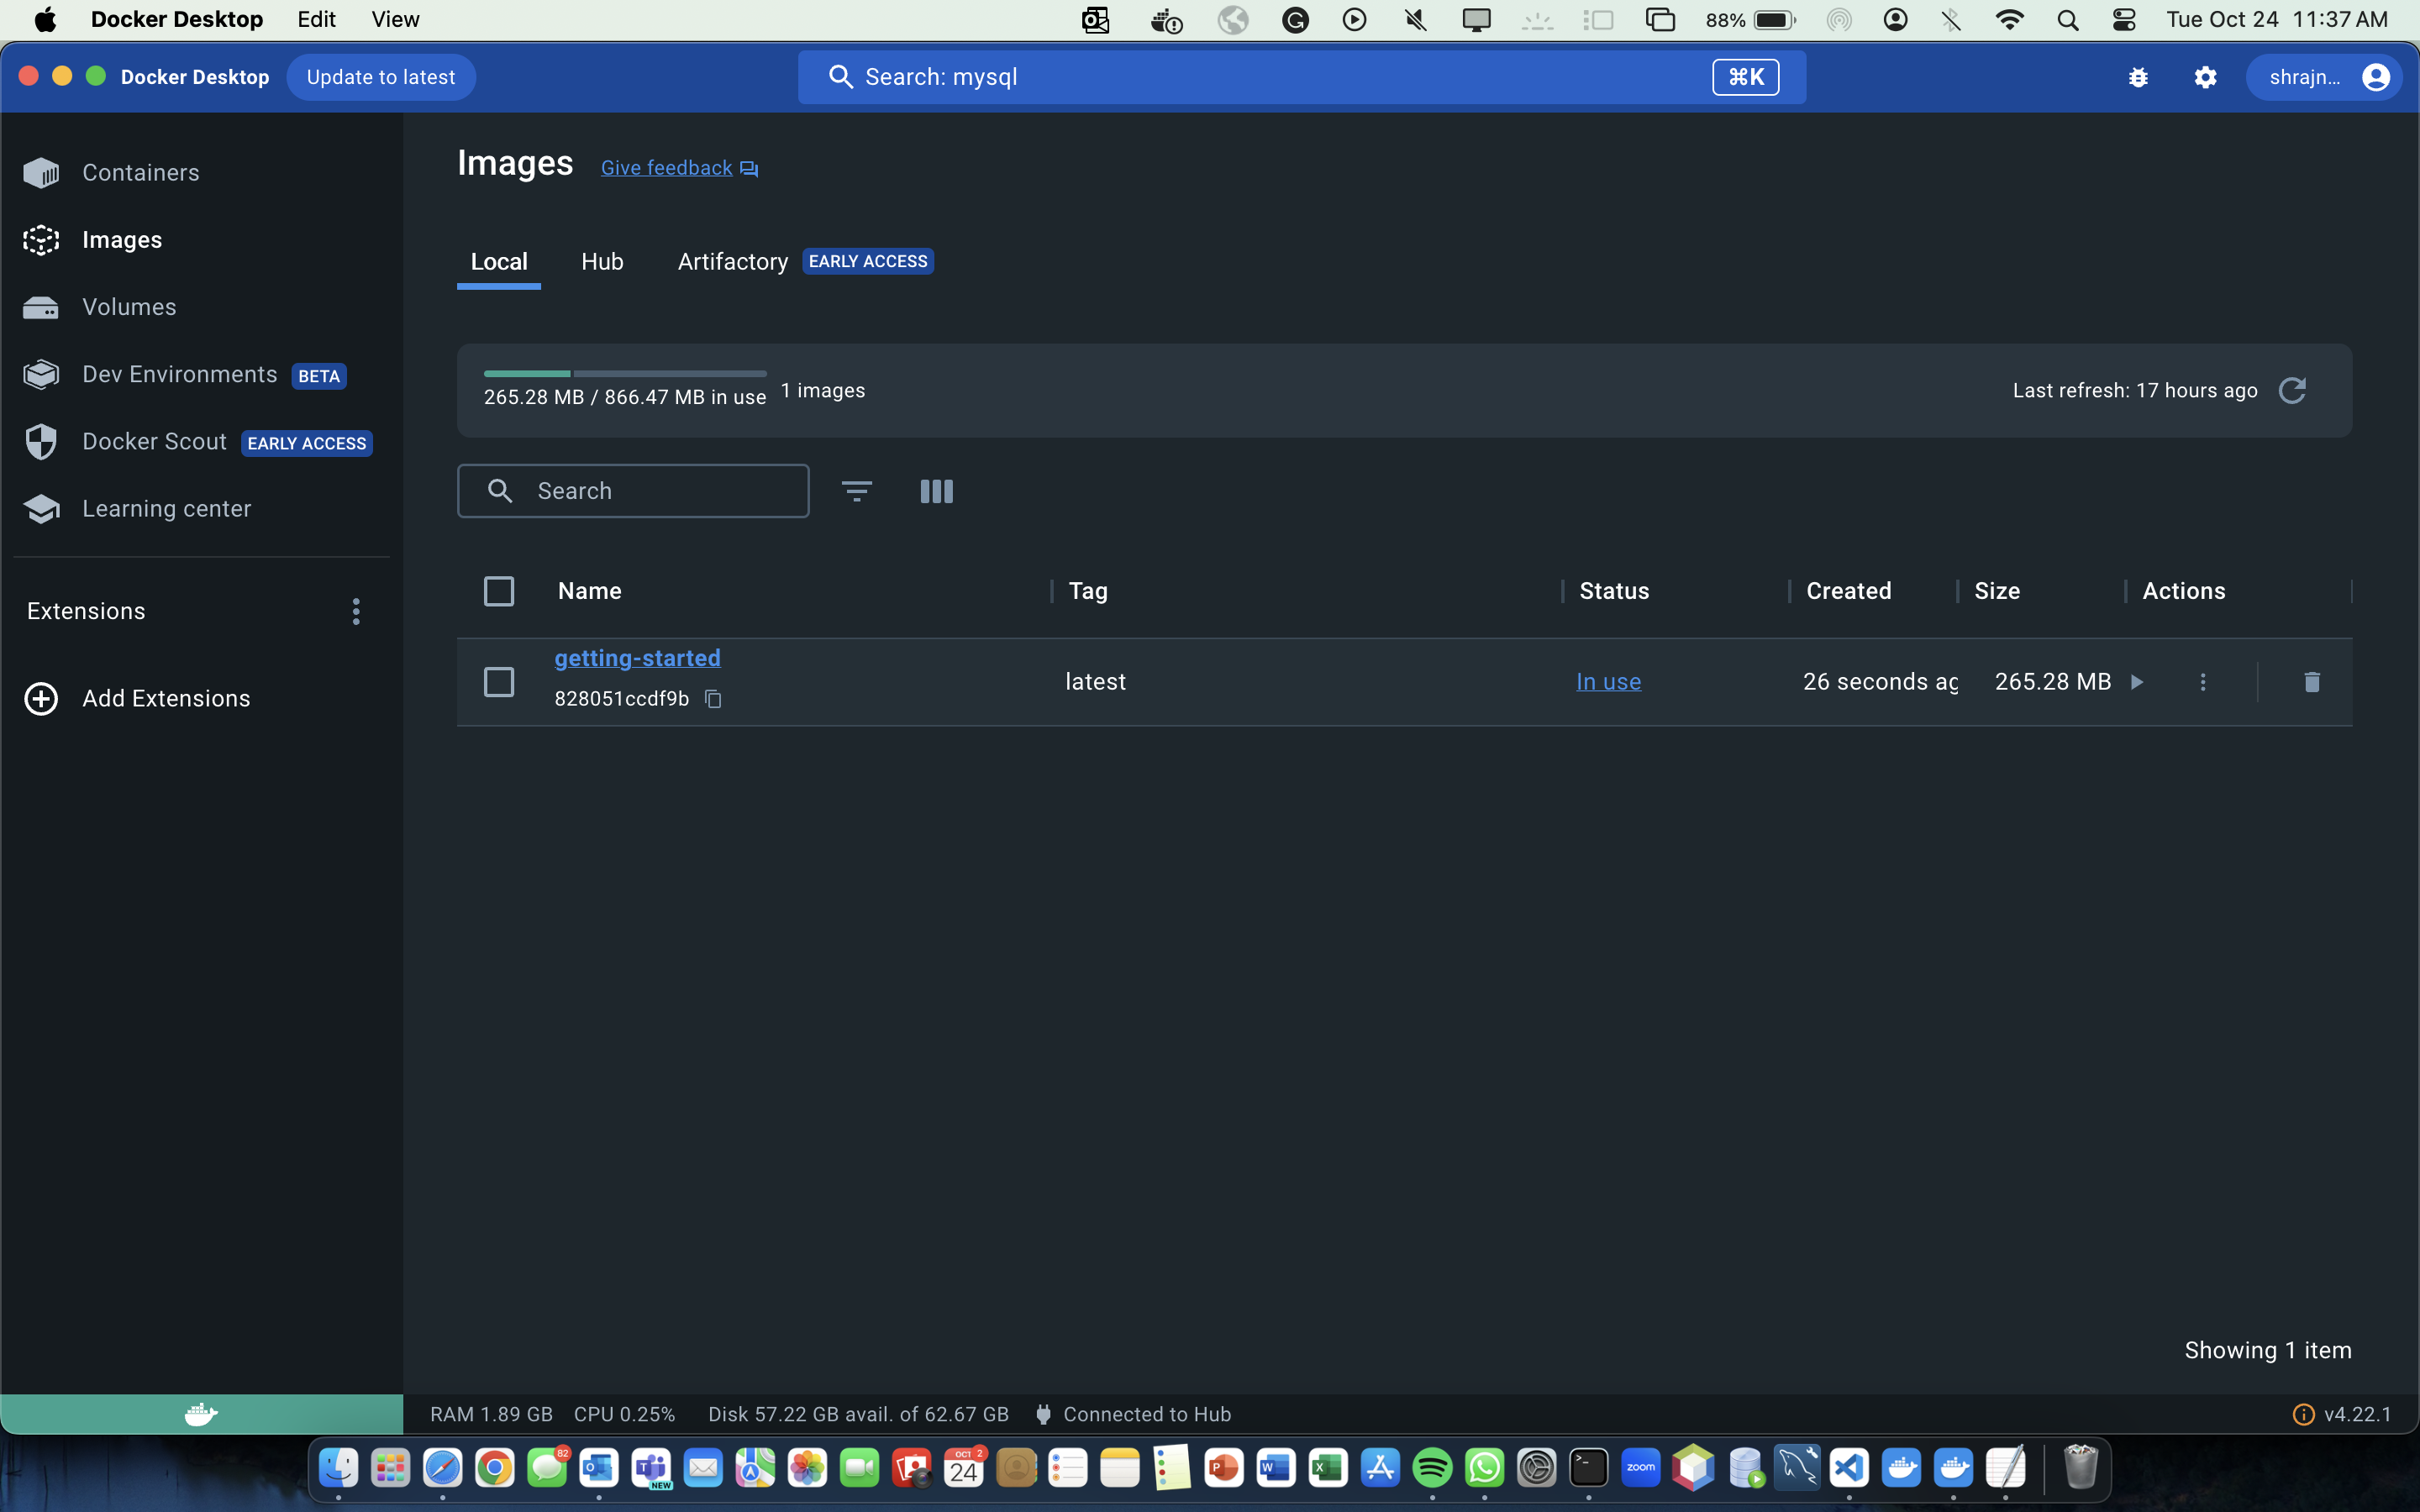 Docker Desktop Edit View 88% Tue Oct 24 11:37 AM
Docker Desktop Update to latest Search: mysql ⌘K shrajn...
Containers
Images
Volumes
Dev Environments BETA
Docker Scout EARLY ACCESS
Learning center
Extensions
Add Extensions
Images Give feedback
Local Hub Artifactory EARLY ACCESS
265.28 MB / 866.47 MB in use 1 images Last refresh: 17 hours ago
Search
Name Tag Status Created Size Actions
getting-started
828051ccdf9b latest In use 26 seconds ag 265.28 MB
Showing 1 item
RAM 1.89 GB CPU 0.25% Disk 57.22 GB avail. of 62.67 GB Connected to Hub v4.22.1
82 NEW OCT 2 24 zoom